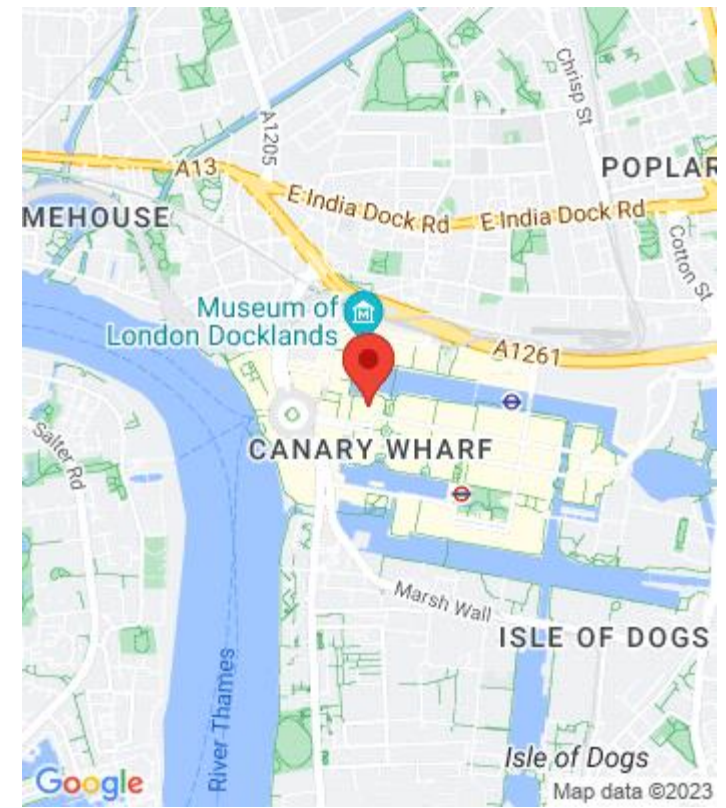 Chrisp St
A1205
A13
POPLAR
E India Dock Rd
E India Dock Rd
MEHOUSE
Cotton St
Museum of
London Docklands
A1261
Salter Rd
CANARY WHARF
Marsh Wall
ISLE OF DOGS
River Thames
Isle of Dogs
Google
Map data ©2023